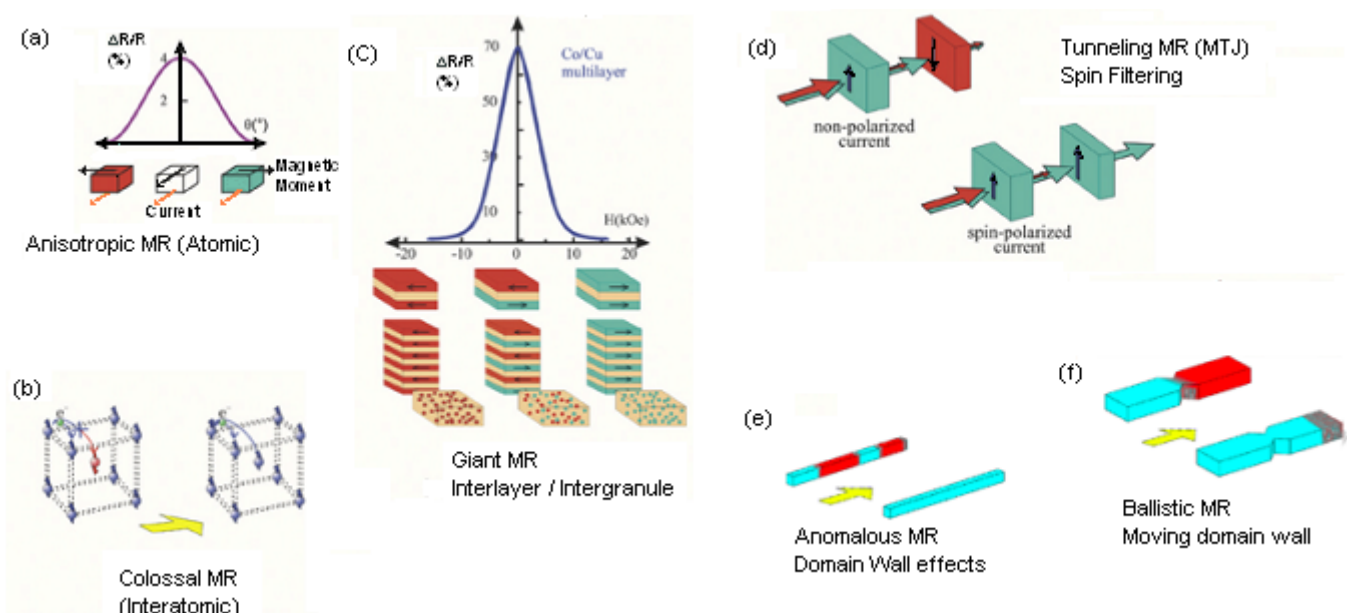 (a)
ΔR/R
(%)
4
2
θ(°)
Magnetic
Moment
Current
Anisotropic MR (Atomic)
(b)
Colossal MR
(Interatomic)
(C)
ΔR/R
(%)
70
50
30
10
Co/Cu
multilayer
H(kOe)
-20
-10
0
10
20
Giant MR
Interlayer / Intergranule
(d)
Tunneling MR (MTJ)
Spin Filtering
non-polarized
current
spin-polarized
current
(e)
Anomalous MR
Domain Wall effects
(f)
Ballistic MR
Moving domain wall